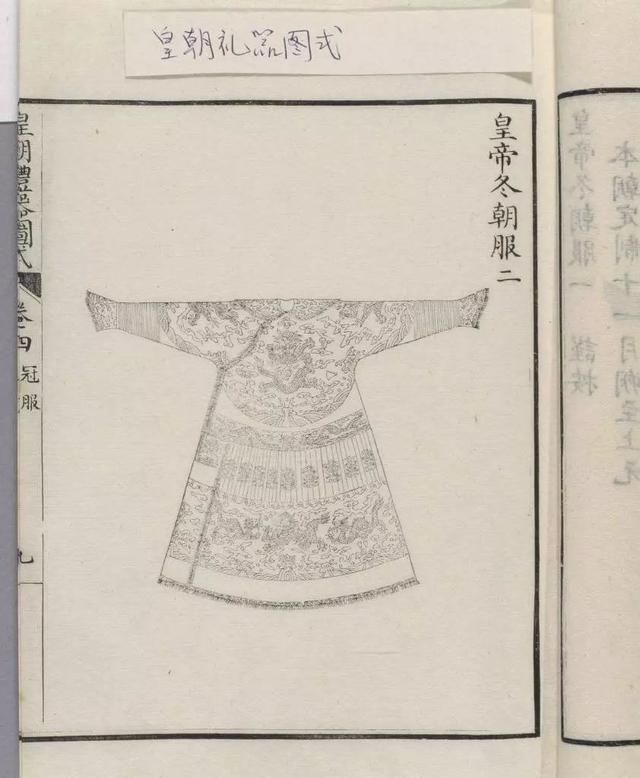 皇朝礼器图式
皇帝冬朝服二
皇朝禮器圖式
卷四
冠服
九
本朝定制十一月朔至上元
皇帝冬朝服一 謹按